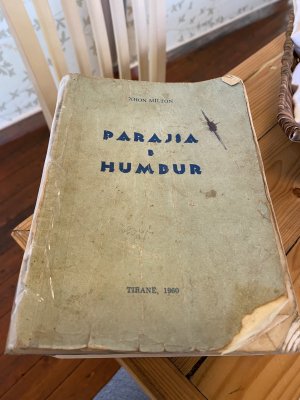 XHON MILTON
PARAJSA
E
HUMBUR
TIRANË, 1960